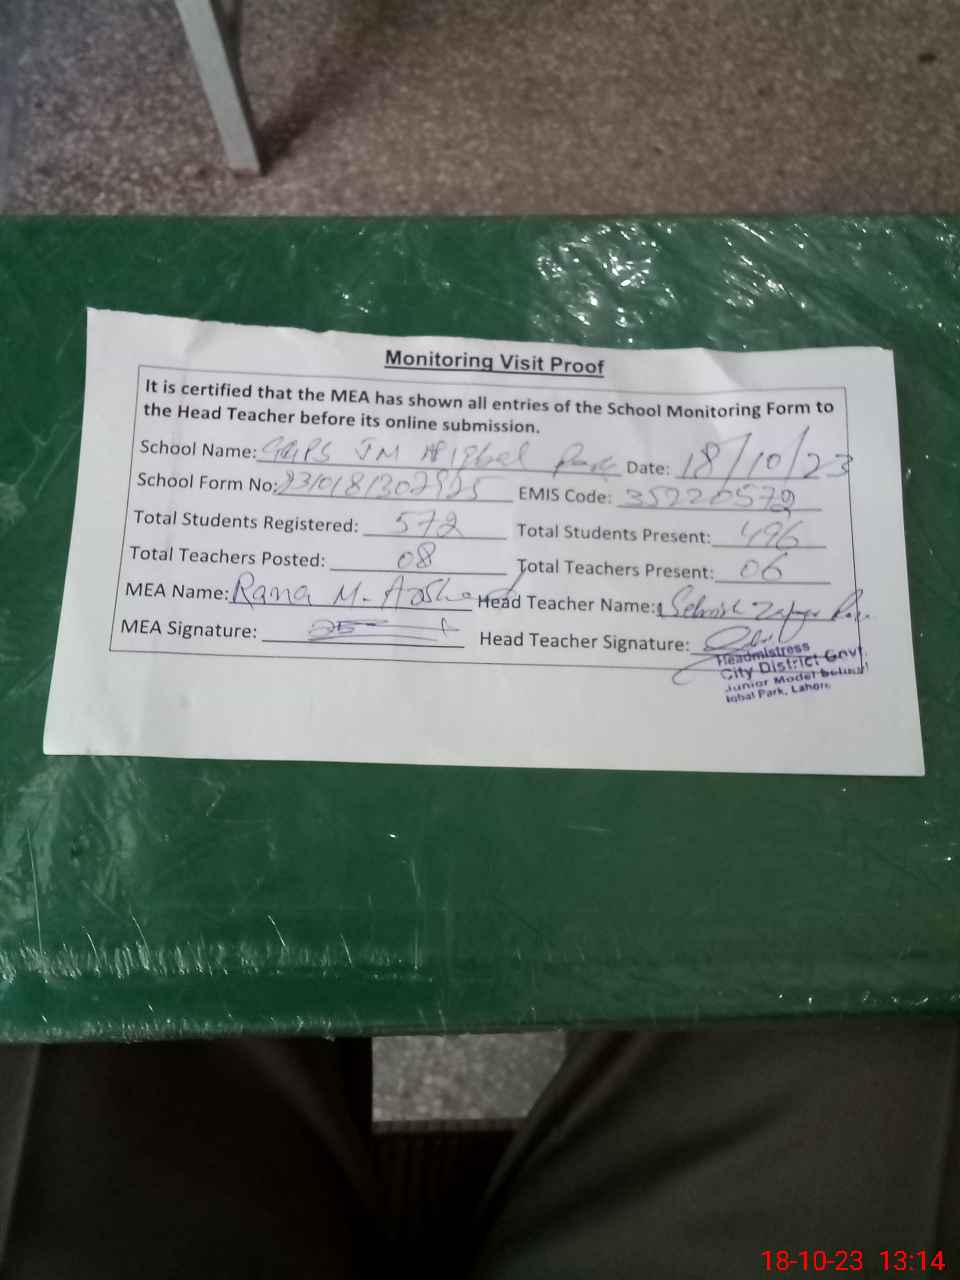 Monitoring Visit Proof
It is certified that the MEA has shown all entries of the School Monitoring Form to
the Head Teacher before its online submission.
School Name: JM Iqbal Park Date: 18/10/23
School Form No: EMIS Code: 35220572
Total Students Registered: 572 Total Students Present: 496
Total Teachers Posted: 08 Total Teachers Present: 06
MEA Name: Rana M. Arshad Head Teacher Name:
MEA Signature: Head Teacher Signature:
Headmistress
City District Govt.
Junior Model School
Iqbal Park, Lahore
18-10-23 13:14